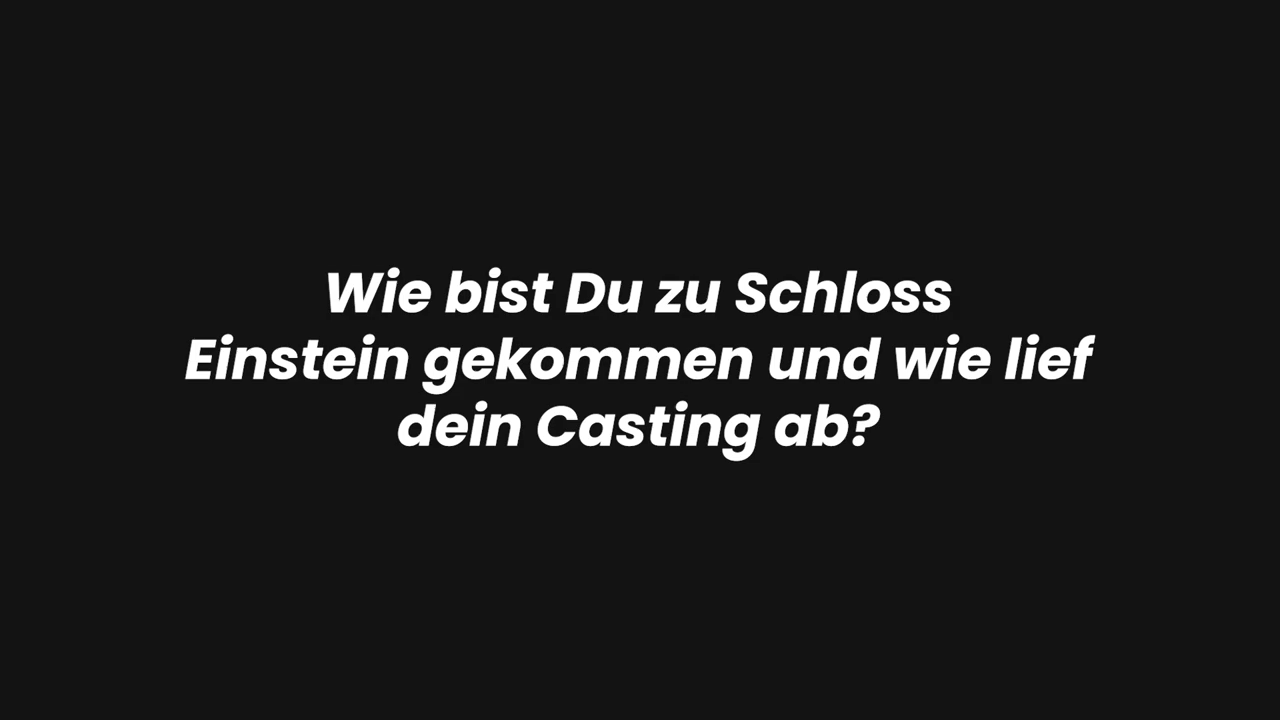 Wie bist Du zu Schloss
Einstein gekommen und wie lief
dein Casting ab?